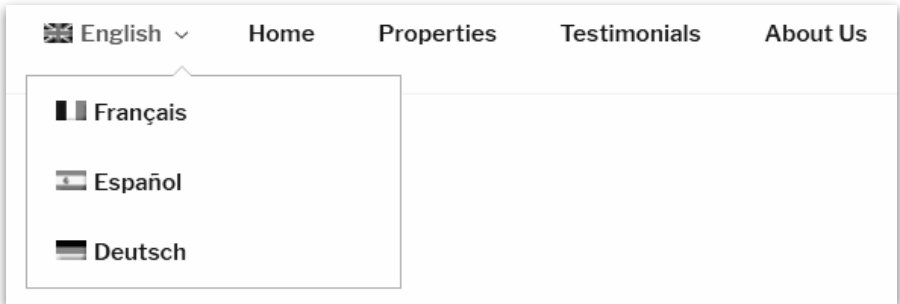 English Home Properties Testimonials About Us
Français
Español
Deutsch